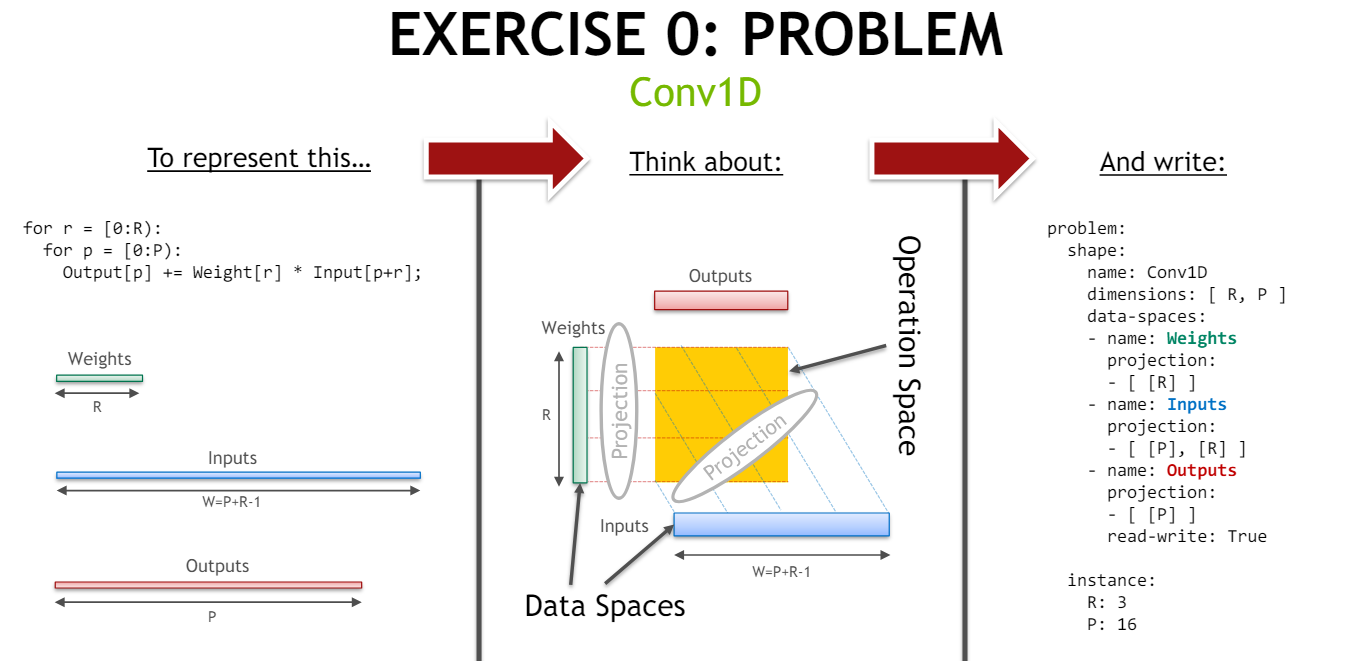 EXERCISE 0: PROBLEM
Conv1D
To represent this…
for r = [0:R):
for p = [0:P):
Output[p] += Weight[r] * Input[p+r];
Weights
R
Inputs
W=P+R-1
Outputs
P
Think about:
Outputs
Weights
Projection
R
Projection
Operation Space
Inputs
W=P+R-1
Data Spaces
And write:
problem:
shape:
name: Conv1D
dimensions: [ R, P ]
data-spaces:
- name: Weights
projection:
- [ [R] ]
- name: Inputs
projection:
- [ [P], [R] ]
- name: Outputs
projection:
- [ [P] ]
read-write: True
instance:
R: 3
P: 16